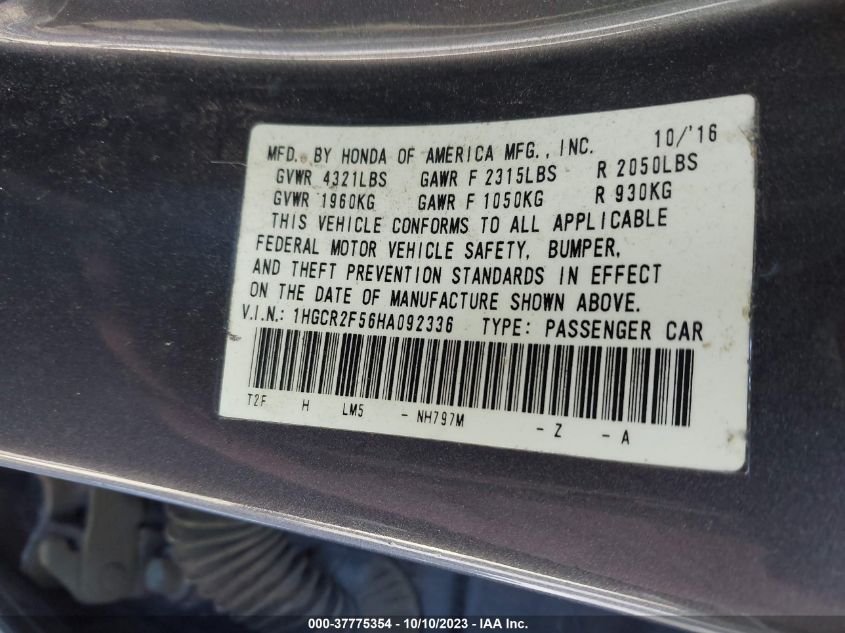 MFD. BY HONDA OF AMERICA MFG., INC. 10/'16
GVWR 4321LBS GAWR F 2315LBS R 2050LBS
GVWR 1960KG GAWR F 1050KG R 930KG
THIS VEHICLE CONFORMS TO ALL APPLICABLE
FEDERAL MOTOR VEHICLE SAFETY, BUMPER,
AND THEFT PREVENTION STANDARDS IN EFFECT
ON THE DATE OF MANUFACTURE SHOWN ABOVE.
V.I.N.: 1HGCR2F56HA092336 TYPE: PASSENGER CAR
T2F H LM5 - NH797M - Z - A
000-37775354 - 10/10/2023 - IAA Inc.